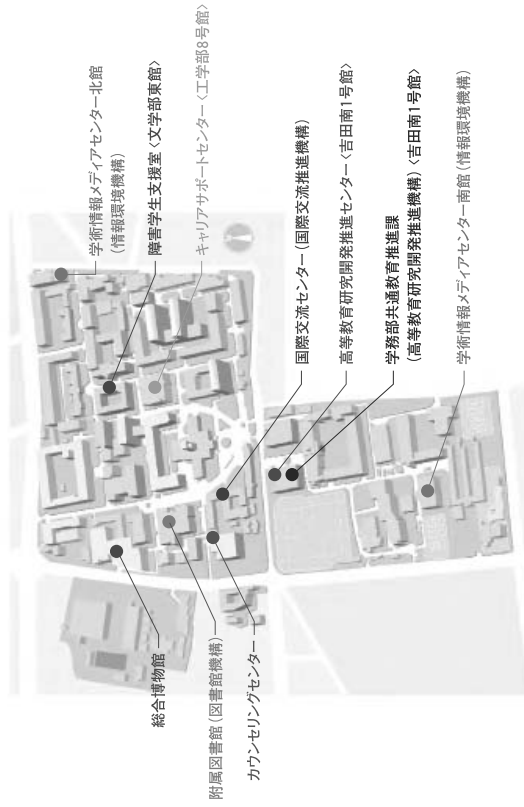 学術情報メディアセンター北館
(情報環境機構)
障害学生支援室〈文学部東館〉
キャリアサポートセンター〈工学部8号館〉
国際交流センター(国際交流推進機構)
高等教育研究開発推進センター〈吉田南1号館〉
学務部共通教育推進課
(高等教育研究開発推進機構)〈吉田南1号館〉
学術情報メディアセンター南館(情報環境機構)
総合博物館
附属図書館(図書館機構)
カウンセリングセンター